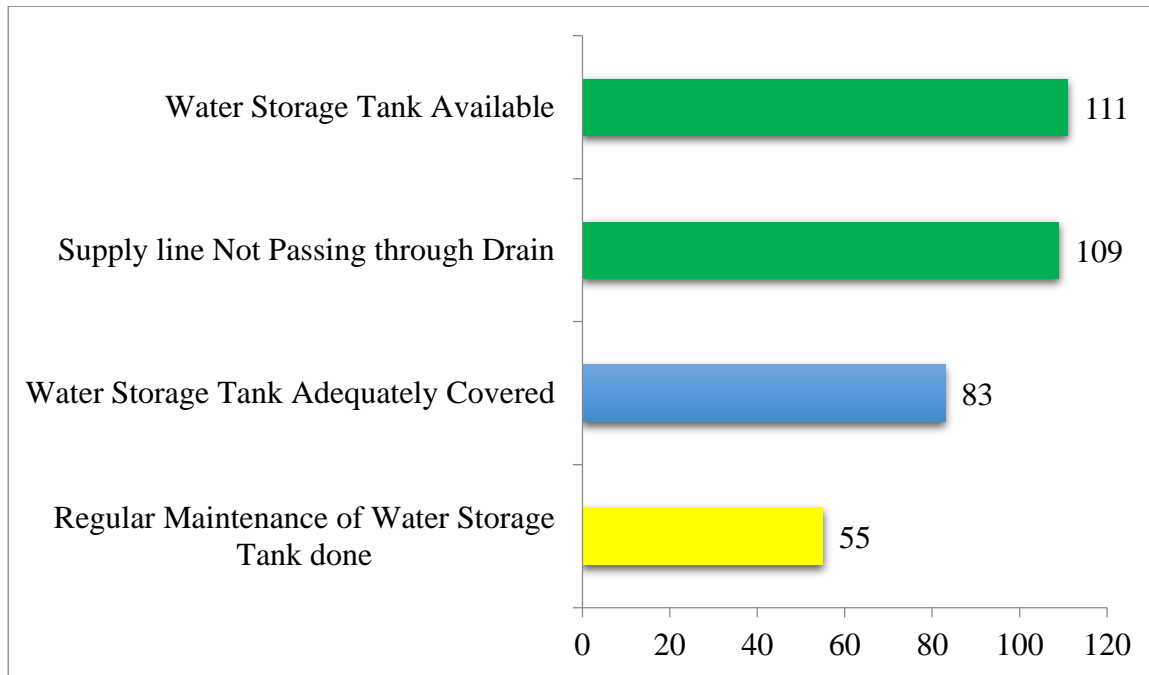 Water Storage Tank Available
111
Supply line Not Passing through Drain
109
Water Storage Tank Adequately Covered
83
Regular Maintenance of Water Storage
Tank done
55
0 20 40 60 80 100 120